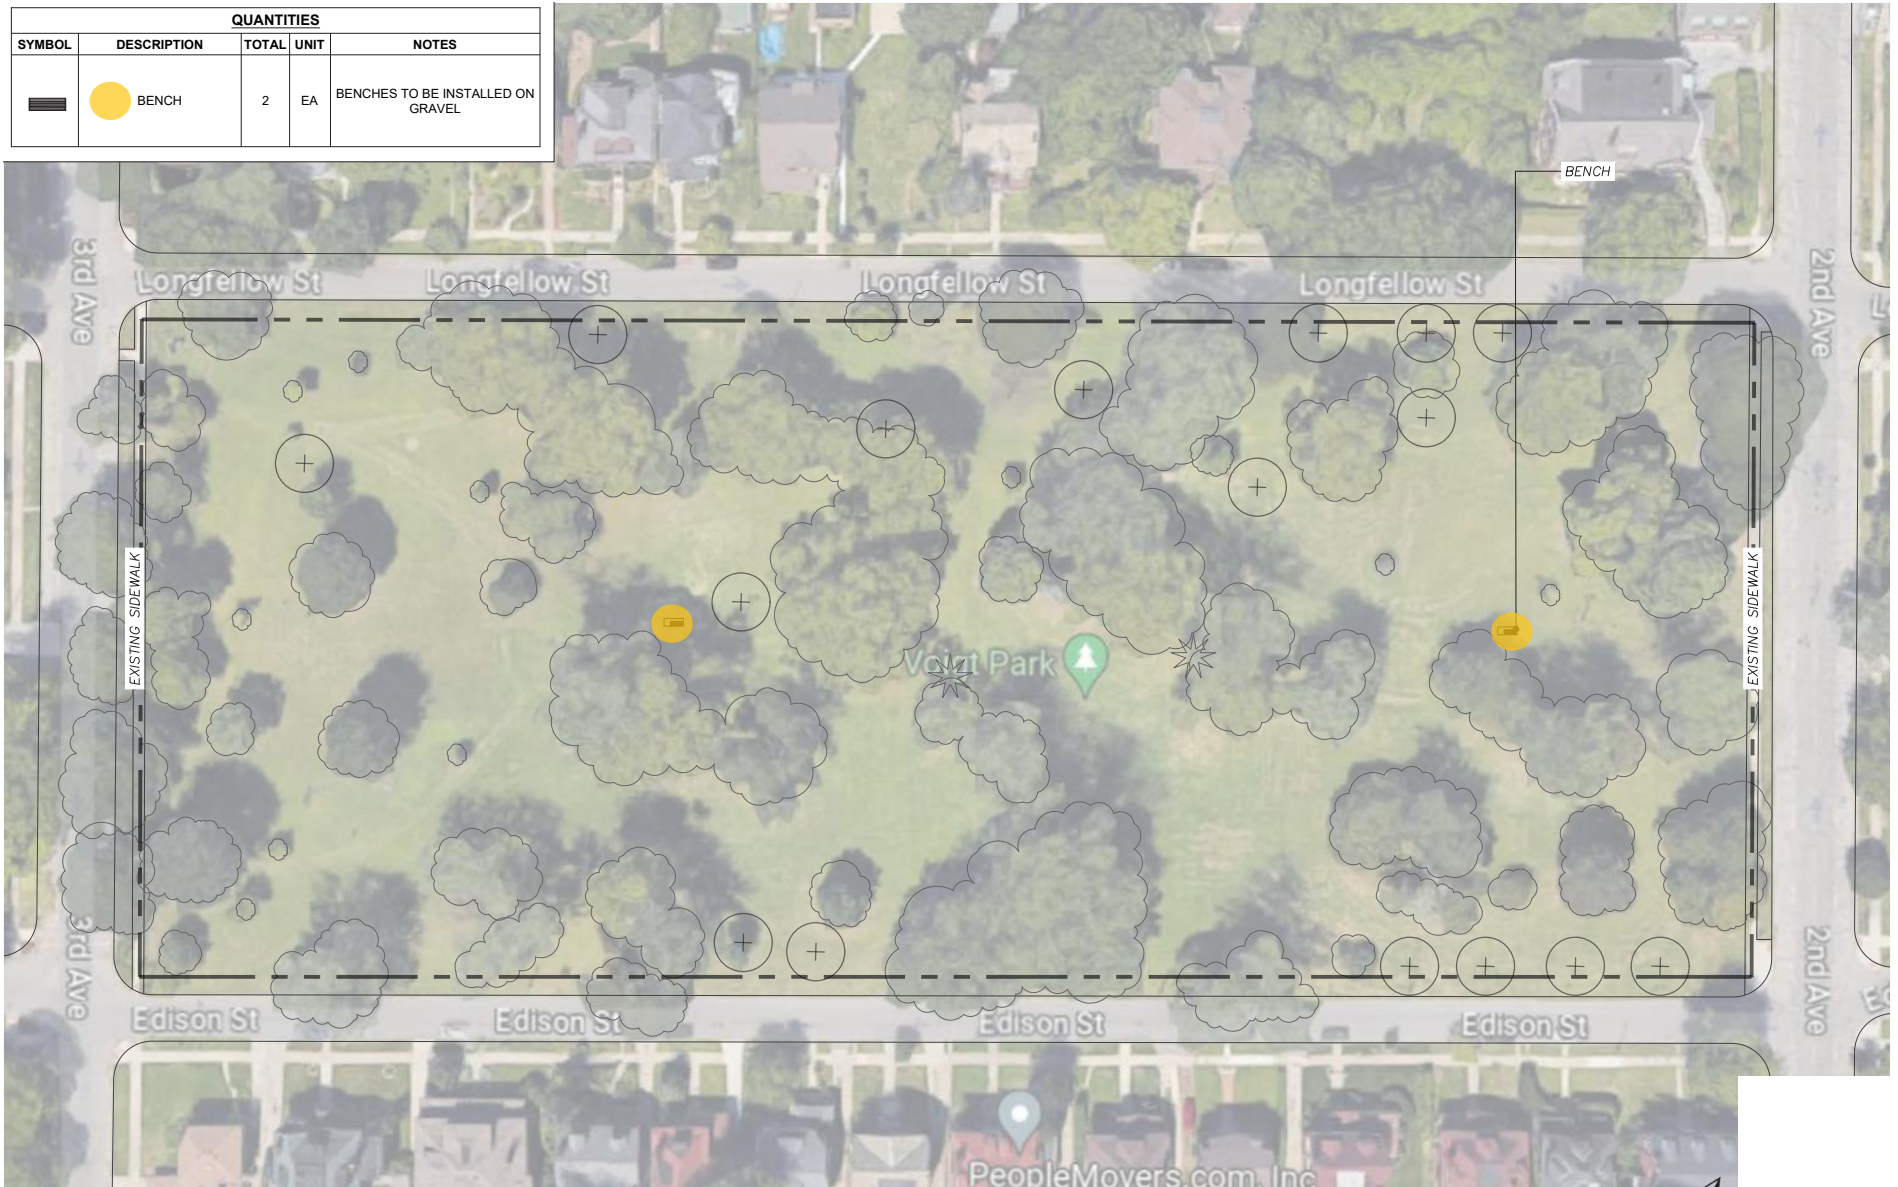 QUANTITIES
SYMBOL DESCRIPTION TOTAL UNIT NOTES
BENCH 2 EA BENCHES TO BE INSTALLED ON
GRAVEL
BENCH
3rd Ave
2nd Ave
Longfellow St
Longfellow St
Longfellow St
Longfellow St
EXISTING SIDEWALK
EXISTING SIDEWALK
Voigt Park
3rd Ave
2nd Ave
Edison St
Edison St
Edison St
Edison St
PeopleMovers.com, Inc